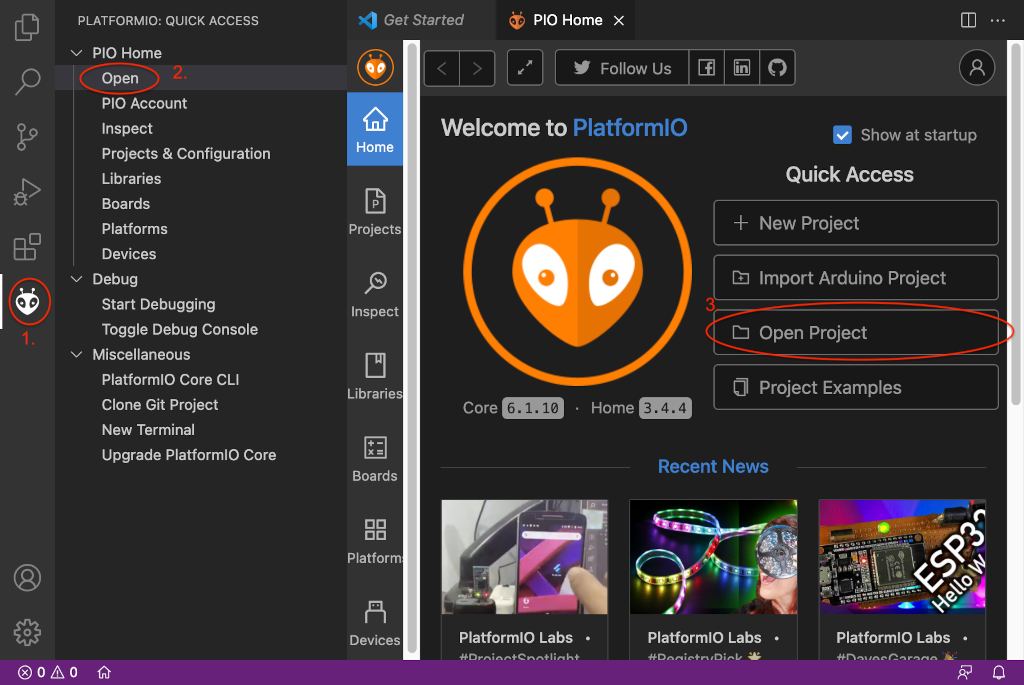 PLATFORMIO: QUICK ACCESS
PIO Home
Open
2.
PIO Account
Inspect
Projects & Configuration
Libraries
Boards
Platforms
Devices
Debug
Start Debugging
Toggle Debug Console
Miscellaneous
PlatformIO Core CLI
Clone Git Project
New Terminal
Upgrade PlatformIO Core
1.
Get Started
PIO Home
Home
Projects
Inspect
Libraries
Boards
Platforms
Devices
Follow Us
Welcome to PlatformIO
Show at startup
Quick Access
New Project
Import Arduino Project
3
Open Project
Project Examples
Core 6.1.10 · Home 3.4.4
Recent News
ESP3
Hello W
PlatformIO Labs •
#ProjectSpotlight
PlatformIO Labs •
#RegistryPick 🌟
PlatformIO Labs •
#DavesGarage 🎉
0 0